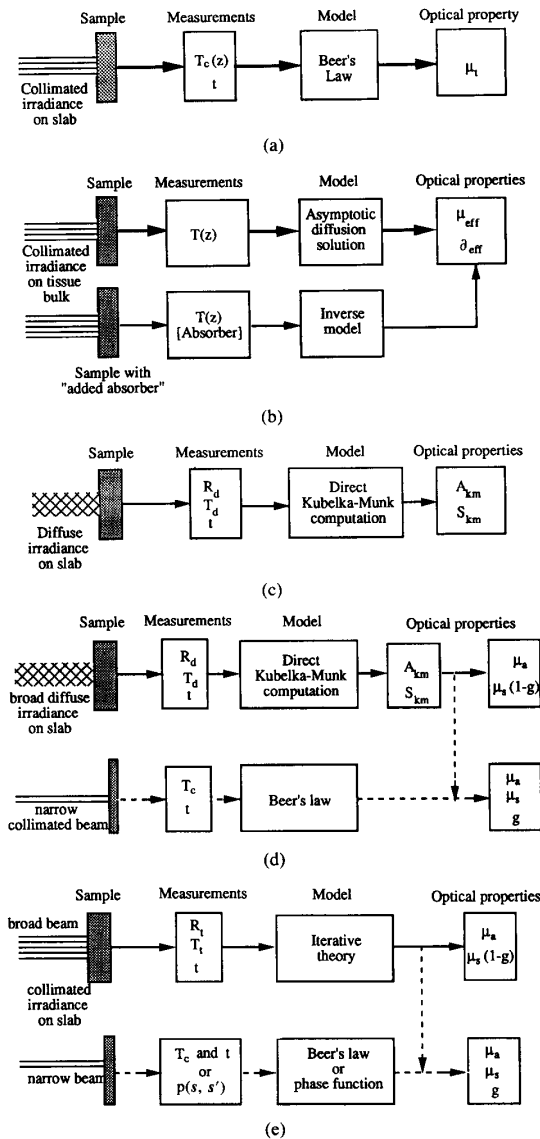 Sample
Measurements
Model
Optical property
Collimated
irradiance
on slab
T_c (z)
t
Beer's
Law
μ_t
(a)
Sample
Measurements
Model
Optical properties
Collimated
irradiance
on tissue
bulk
T(z)
Asymptotic
diffusion
solution
μ_eff
∂_eff
T(z)
[Absorber]
Inverse
model
Sample with
"added absorber"
(b)
Sample
Measurements
Model
Optical properties
Diffuse
irradiance
on slab
R_d
T_d
t
Direct
Kubelka-Munk
computation
A_km
S_km
(c)
Sample
Measurements
Model
Optical properties
broad diffuse
irradiance
on slab
R_d
T_d
t
Direct
Kubelka-Munk
computation
A_km
S_km
μ_a
μ_s (1-g)
narrow
collimated beam
T_c
t
Beer's law
μ_a
μ_s
g
(d)
Sample
Measurements
Model
Optical properties
broad beam
collimated
irradiance
on slab
R_t
T_t
t
Iterative
theory
μ_a
μ_s (1-g)
narrow beam
T_c and t
or
p(s, s′)
Beer's law
or
phase function
μ_a
μ_s
g
(e)